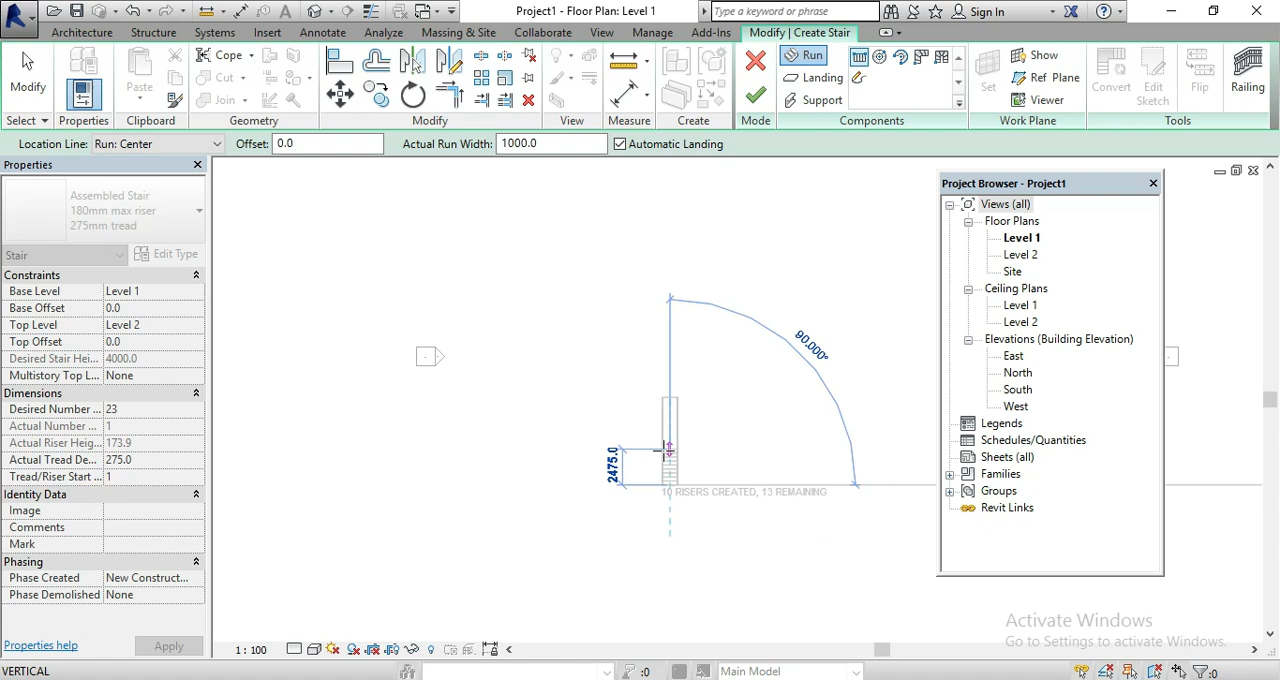 Project1 - Floor Plan: Level 1
Type a keyword or phrase
Sign In
Architecture Structure Systems Insert Annotate Analyze Massing & Site Collaborate View Manage Add-Ins Modify | Create Stair
Modify
Paste
Cope
Cut
Join
Run
Landing
Support
Set
Show
Ref Plane
Viewer
Convert
Edit
Sketch
Flip
Railing
Select Properties Clipboard Geometry Modify View Measure Create Mode Components Work Plane Tools
Location Line: Run: Center Offset: 0.0 Actual Run Width: 1000.0 Automatic Landing
Properties
Assembled Stair
180mm max riser
275mm tread
Stair Edit Type
Constraints
Base Level Level 1
Base Offset 0.0
Top Level Level 2
Top Offset 0.0
Desired Stair Hei... 4000.0
Multistory Top L... None
Dimensions
Desired Number ... 23
Actual Number ... 1
Actual Riser Heig... 173.9
Actual Tread De... 275.0
Tread/Riser Start ... 1
Identity Data
Image
Comments
Mark
Phasing
Phase Created New Construct...
Phase Demolished None
Properties help Apply
90.000°
2475.0
10 RISERS CREATED, 13 REMAINING
Project Browser - Project1
Views (all)
Floor Plans
Level 1
Level 2
Site
Ceiling Plans
Level 1
Level 2
Elevations (Building Elevation)
East
North
South
West
Legends
Schedules/Quantities
Sheets (all)
Families
Groups
Revit Links
Activate Windows
Go to Settings to activate Windows.
1 : 100
VERTICAL
:0
Main Model
:0